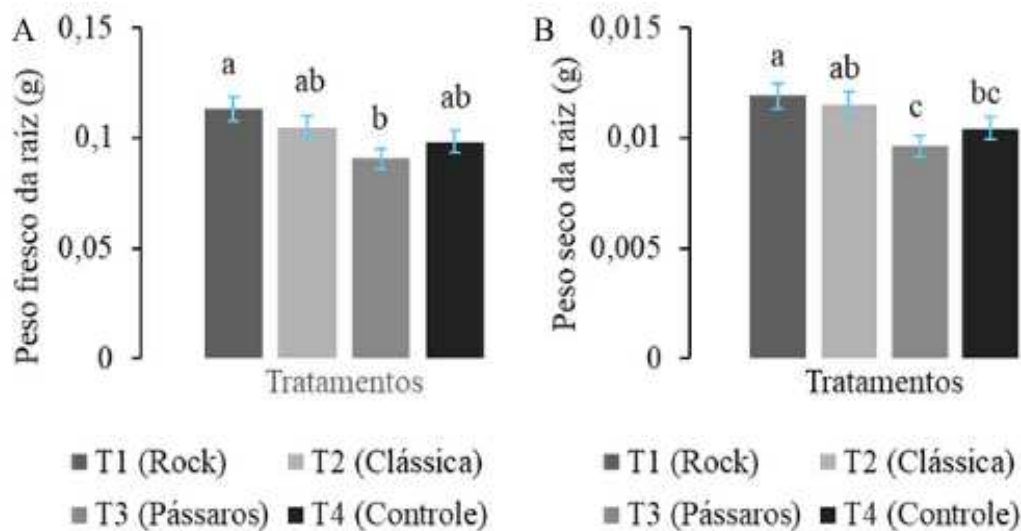 A
Peso fresco da raíz (g)
0,15
0,1
0,05
0
a
ab
b
ab
Tratamentos
T1 (Rock)
T2 (Clássica)
T3 (Pássaros)
T4 (Controle)
B
Peso seco da raíz (g)
0,015
0,01
0,005
0
a
ab
c
bc
Tratamentos
T1 (Rock)
T2 (Clássica)
T3 (Pássaros)
T4 (Controle)